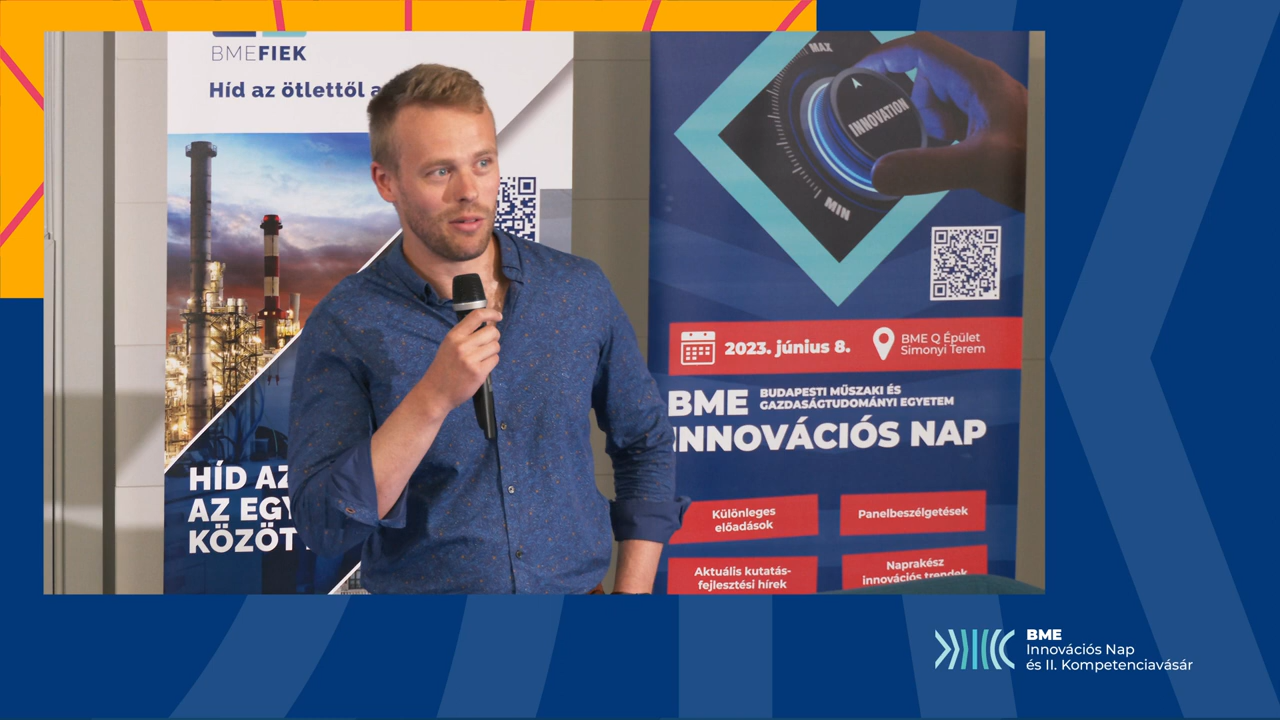 BMEFIEK
Híd az ötlettől a
HÍD AZ
AZ EGY
KÖZÖT
MAX
INNOVATION
MIN
2023. június 8.
BME Q Épület
Simonyi Terem
BME
BUDAPESTI MŰSZAKI ÉS
GAZDASÁGTUDOMÁNYI EGYETEM
INNOVÁCIÓS NAP
Különleges
előadások
Panelbeszélgetések
Aktuális kutatás-
fejlesztési hírek
Naprakész
innovációs trendek
BME
Innovációs Nap
és II. Kompetenciavásár